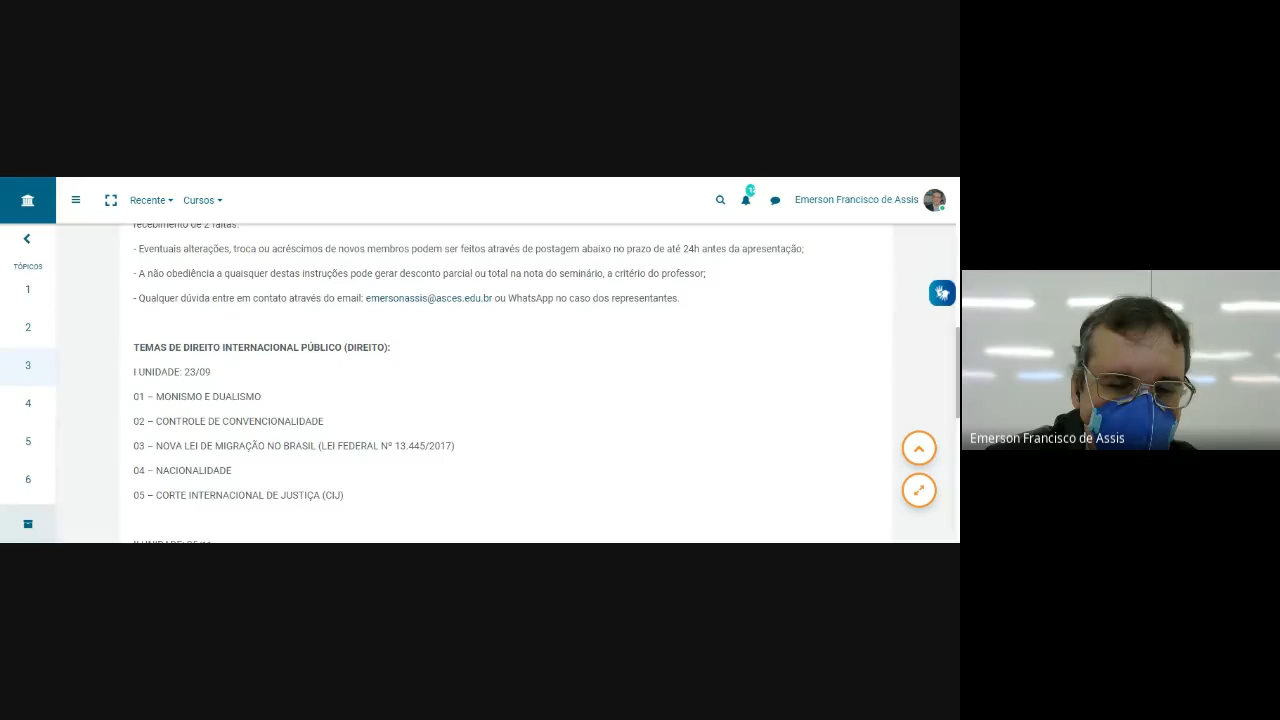 Recente Cursos Emerson Francisco de Assis
recebimento de 2 faltas.
- Eventuais alterações, troca ou acréscimos de novos membros podem ser feitos através de postagem abaixo no prazo de até 24h antes da apresentação;
TÓPICOS
- A não obediência a quaisquer destas instruções pode gerar desconto parcial ou total na nota do seminário, a critério do professor;
1
- Qualquer dúvida entre em contato através do email: emersonassis@asces.edu.br ou WhatsApp no caso dos representantes.
2
TEMAS DE DIREITO INTERNACIONAL PÚBLICO (DIREITO):
3
I UNIDADE: 23/09
01 – MONISMO E DUALISMO
4
02 – CONTROLE DE CONVENCIONALIDADE
5
03 – NOVA LEI DE MIGRAÇÃO NO BRASIL (LEI FEDERAL Nº 13.445/2017)
04 – NACIONALIDADE
6
05 – CORTE INTERNACIONAL DE JUSTIÇA (CIJ)
Emerson Francisco de Assis